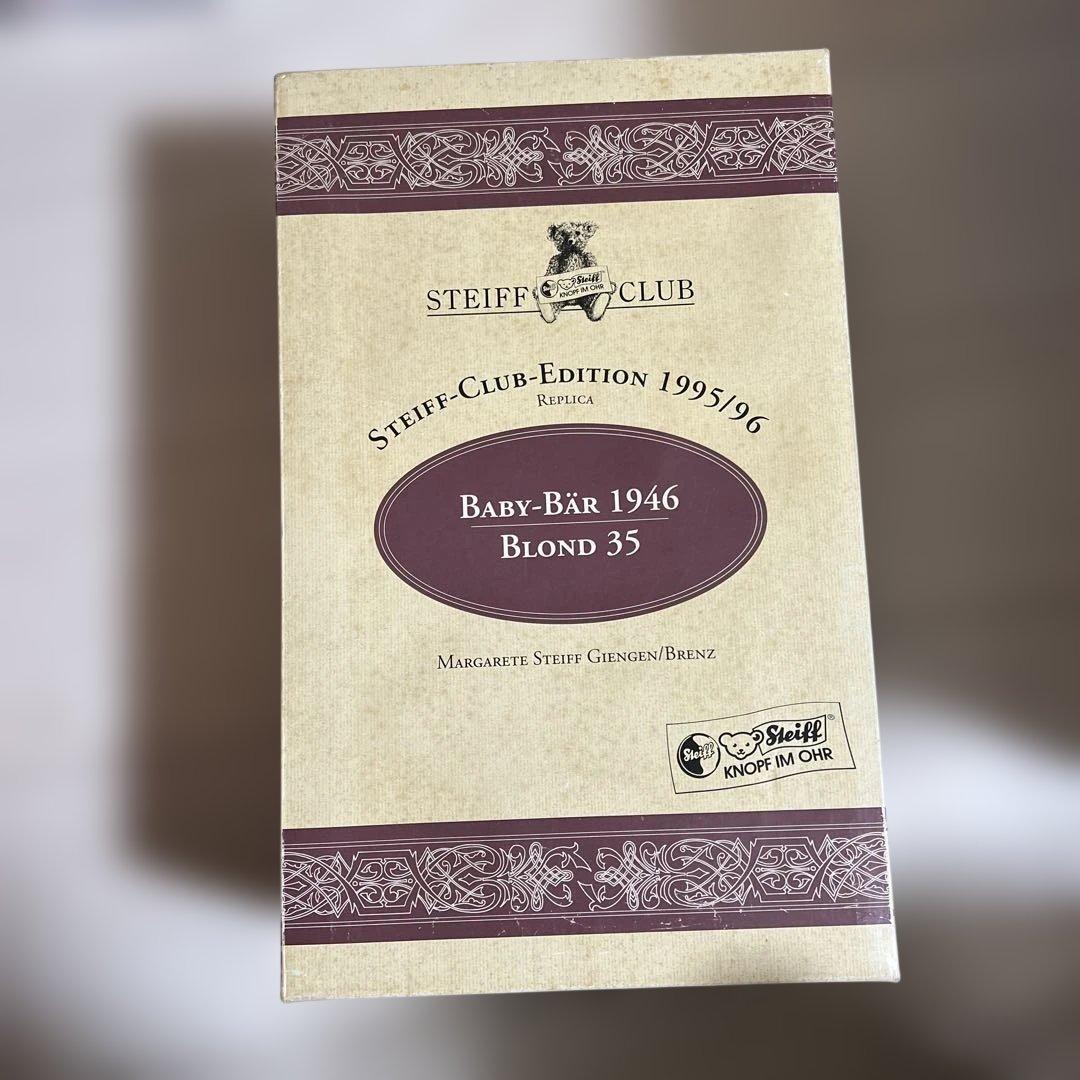 STEIFF CLUB
Steiff
KNOPF IM OHR
STEIFF-CLUB-EDITION 1995/96
REPLICA
BABY-BÄR 1946
BLOND 35
MARGARETE STEIFF GIENGEN/BRENZ
Steiff Steiff®
KNOPF IM OHR